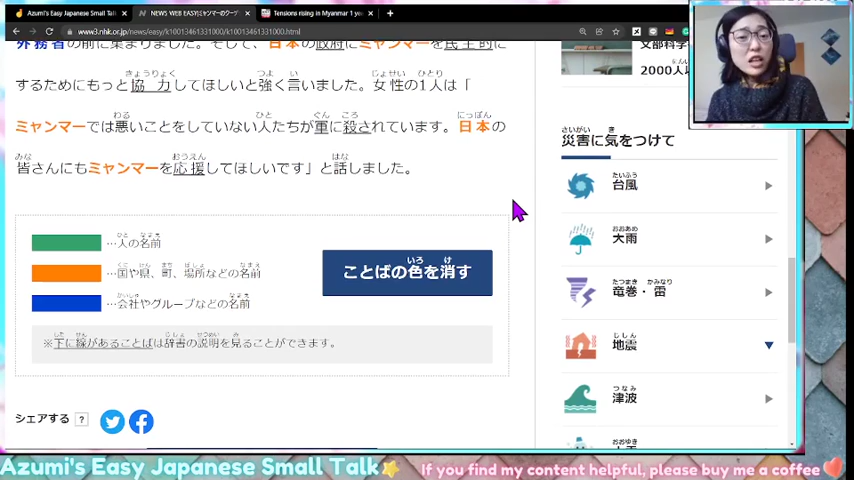 Azumi's Easy Japanese Small Talk
NEWS WEB EASY|ミャンマーのクーデ
Tensions rising in Myanmar 1 ye
www3.nhk.or.jp/news/easy/k10013461331000/k10013461331000.html
外務省の前に集まりました。そして、日本の政府にミャンマーを民主的に
するためにもっと協力してほしいと強く言いました。女性の1人は「
ミャンマーでは悪いことをしていない人たちが軍に殺されています。日本の
皆さんにもミャンマーを応援してほしいです」と話しました。
…人の名前
…国や県、町、場所などの名前
…会社やグループなどの名前
ことばの色を消す
※下に線があることばは辞書の説明を見ることができます。
シェアする ?
文部科学
2000人
災害に気をつけて
台風
大雨
竜巻・雷
地震
津波
Azumi's Easy Japanese Small Talk
If you find my content helpful, please buy me a coffee